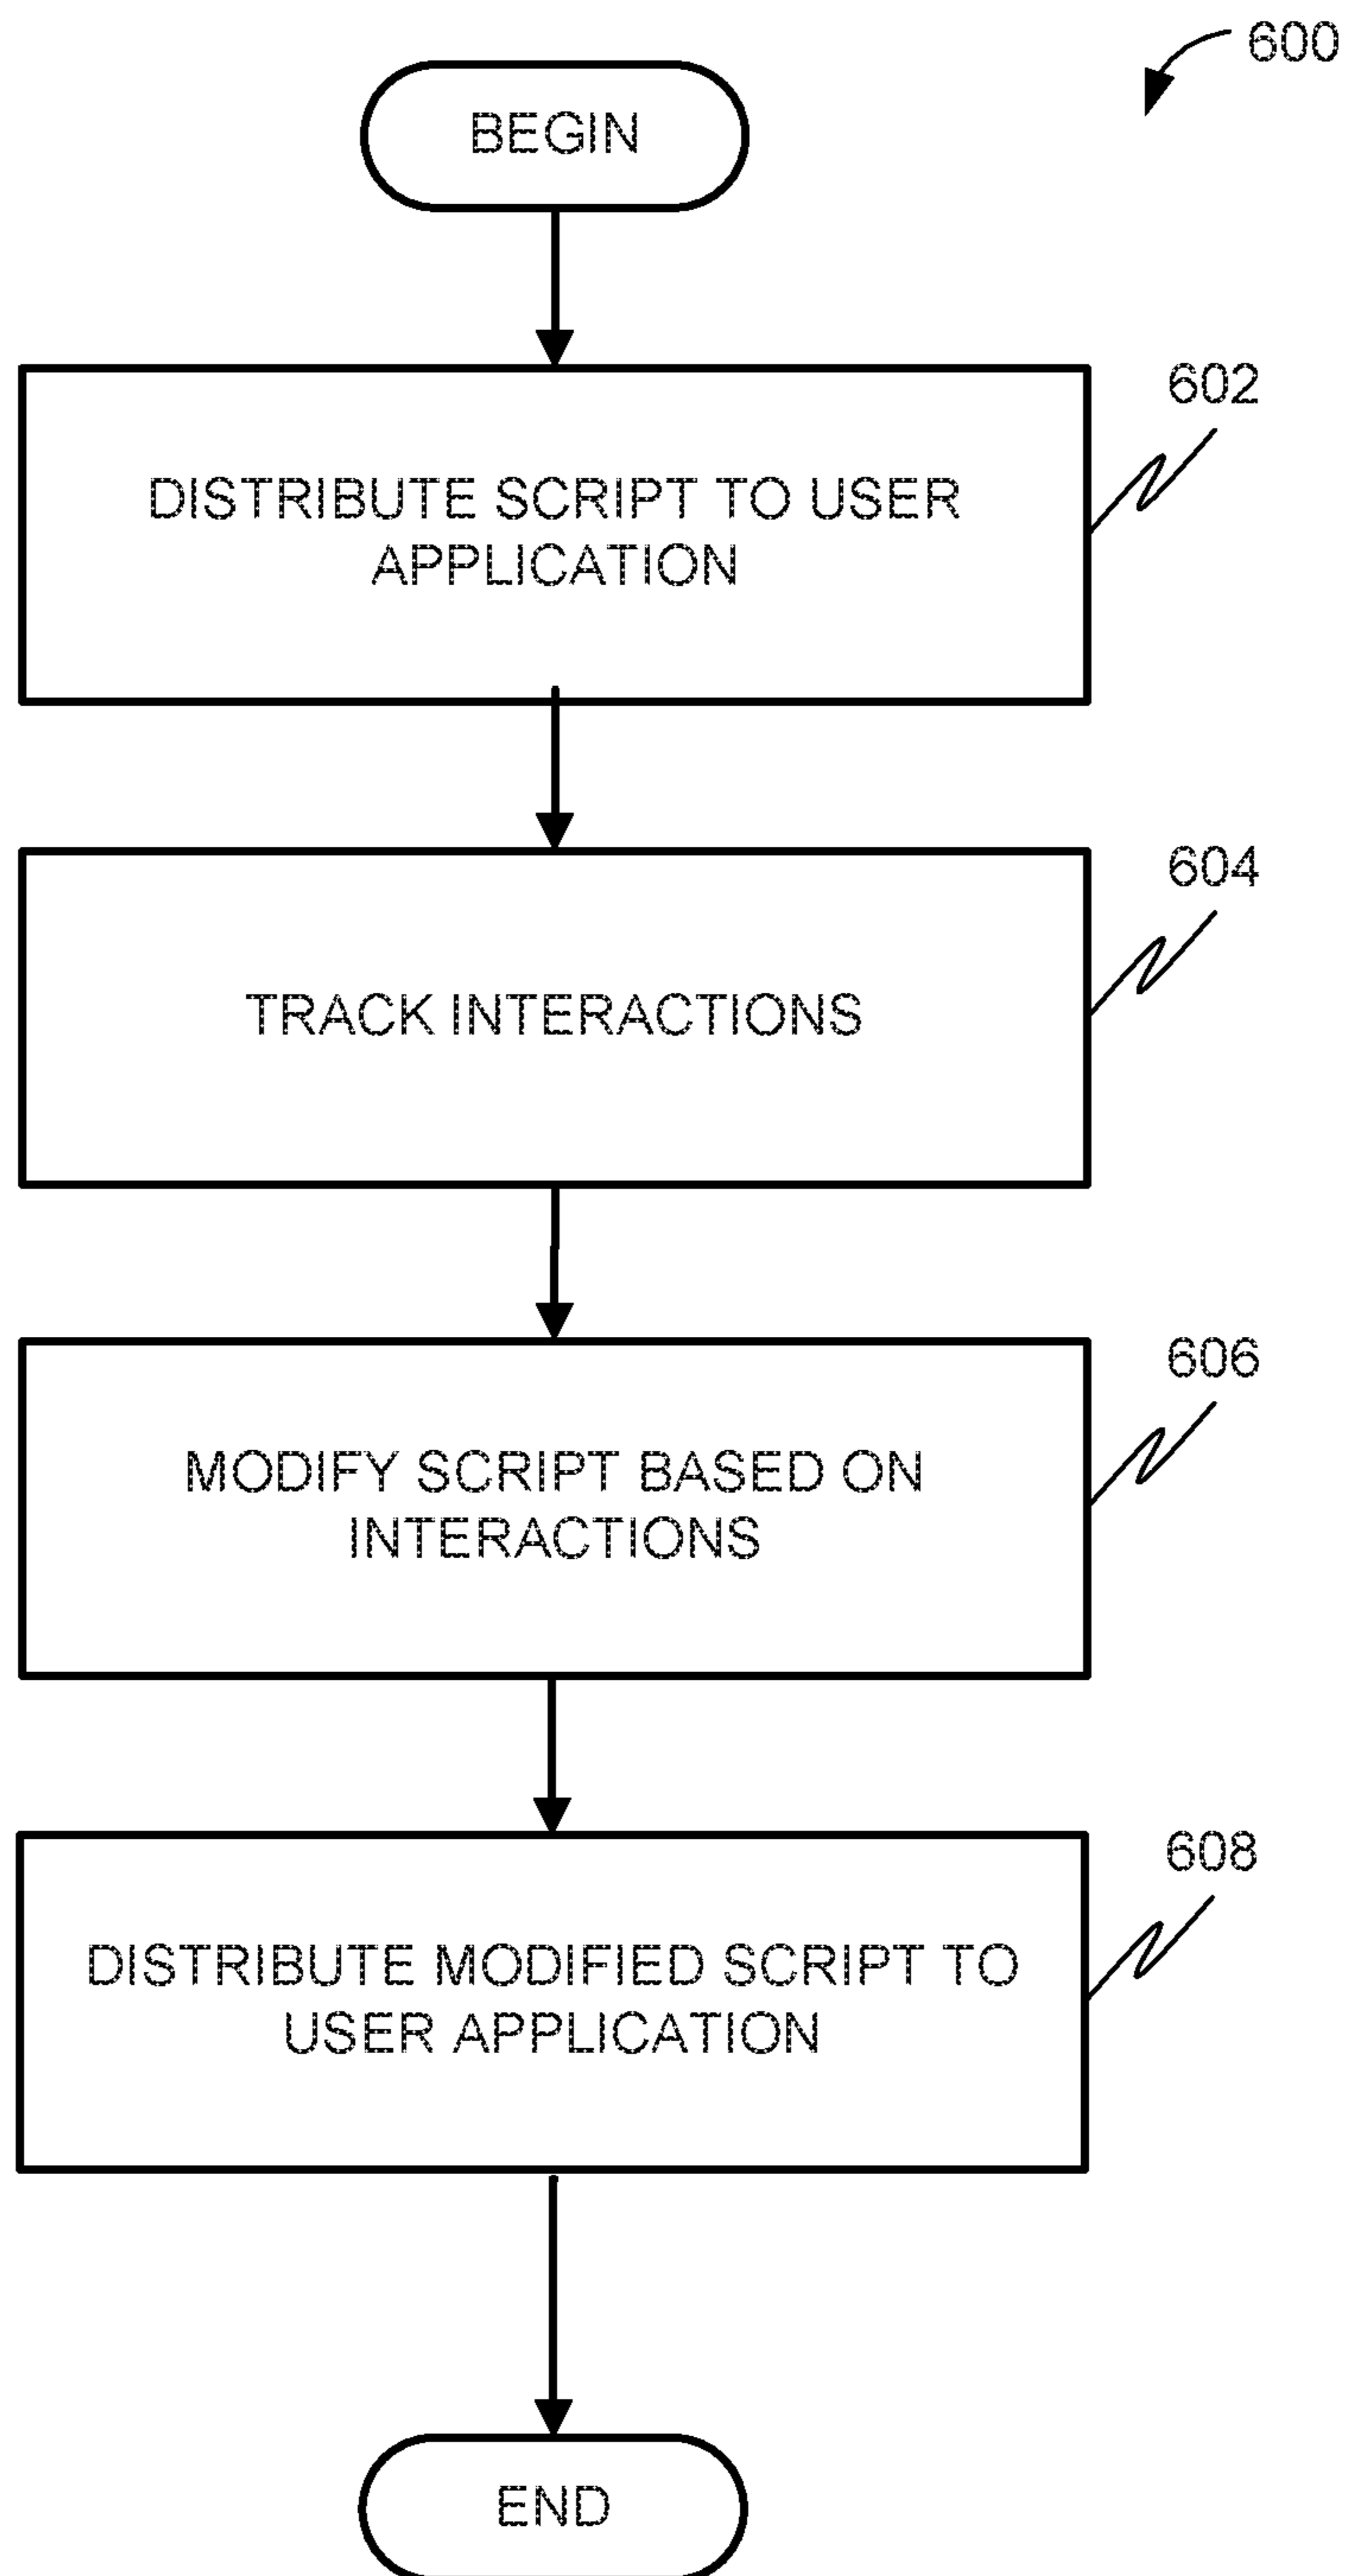 600
BEGIN
602
DISTRIBUTE SCRIPT TO USER
APPLICATION
604
TRACK INTERACTIONS
606
MODIFY SCRIPT BASED ON
INTERACTIONS
608
DISTRIBUTE MODIFIED SCRIPT TO
USER APPLICATION
END